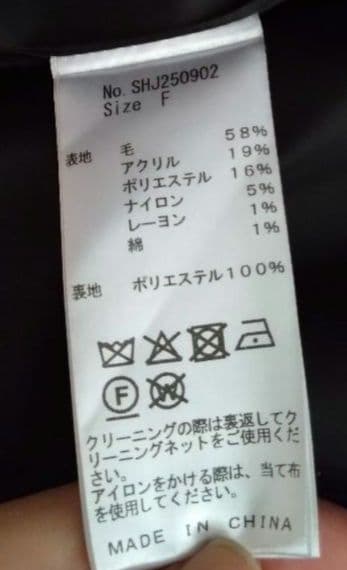 No. SHJ250902
Size F
表地 毛 58%
アクリル 19%
ポリエステル 16%
ナイロン 5%
レーヨン 1%
綿 1%
裏地 ポリエステル100%
F W
クリーニングの際は裏返してク
リーニングネットをご使用くだ
さい。
アイロンをかける際は、当て布
を使用してください。
MADE IN CHINA